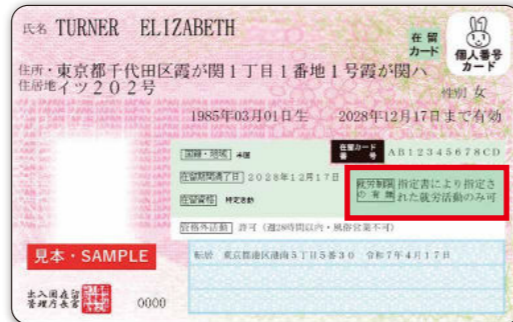 氏名 TURNER ELIZABETH
在留カード
個人番号カード
住所・東京都千代田区霞が関1丁目1番地1号霞が関ハ
住居地イツ202号
性別 女
1985年03月01日生 2028年12月17日まで有効
国籍・地域 米国
在留カード番号 AB12345678CD
在留期間満了日 2028年12月17日
就労制限の有無 指定書により指定された就労活動のみ可
在留資格 特定活動
資格外活動 許可(週28時間以内・風俗営業不可)
見本・SAMPLE
転居 東京都港区港南5丁目5番30 令和7年4月17日
出入国在留管理庁長官
0000